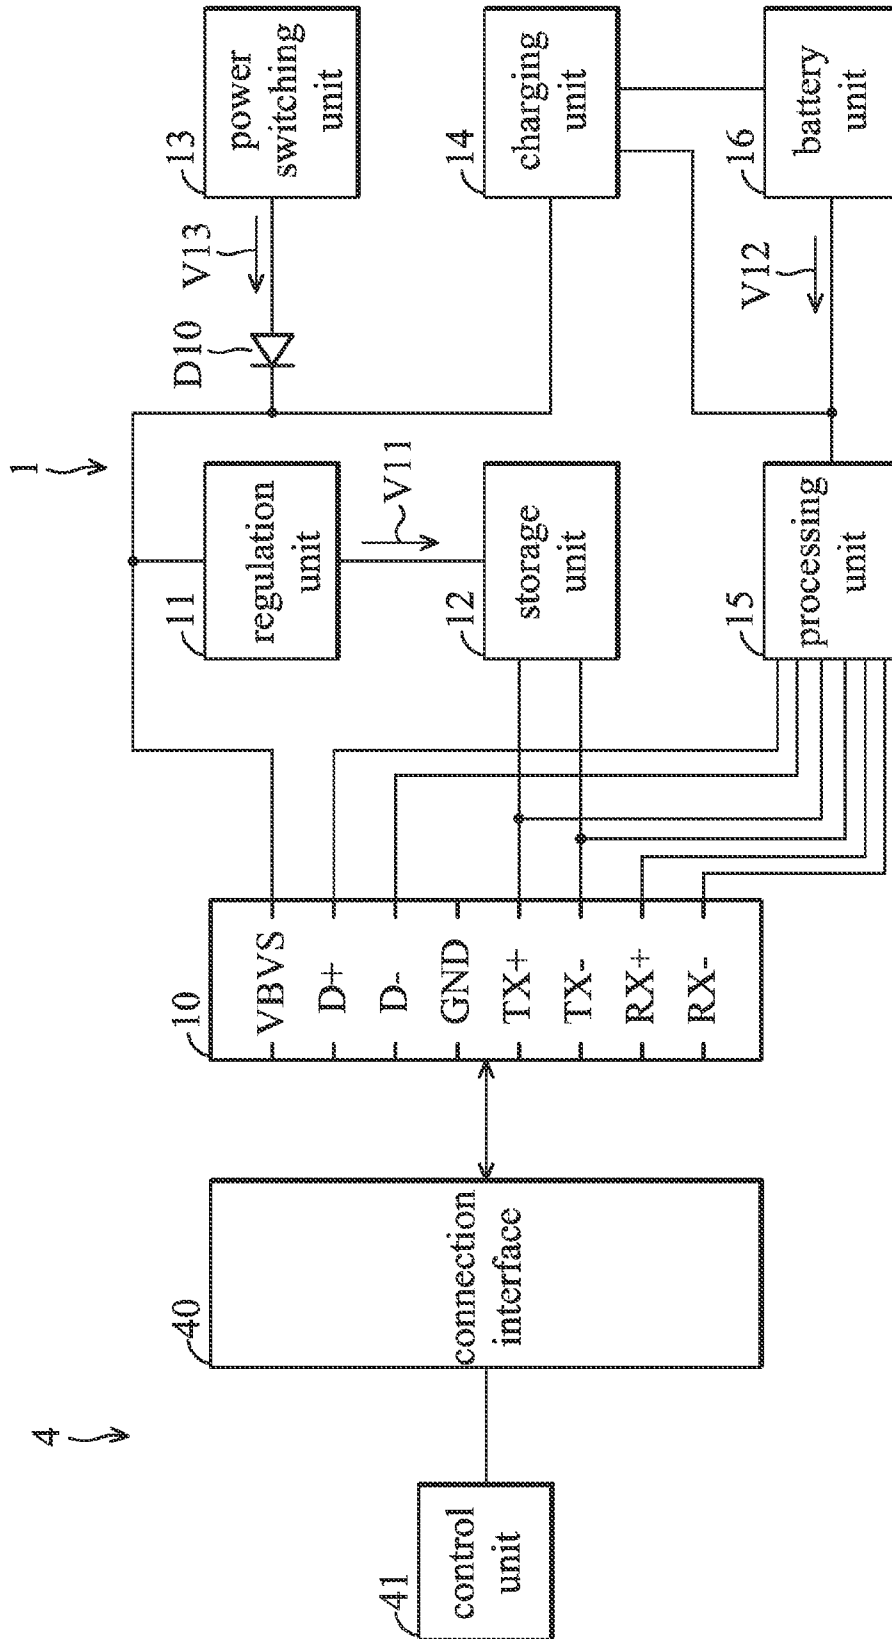 4
1
41
control
unit
40
connection
interface
10
VBVS
D+
D-
GND
TX+
TX-
RX+
RX-
11
regulation
unit
V11
12
storage
unit
15
processing
unit
D10
V13
13
power
switching
unit
14
charging
unit
V12
16
battery
unit